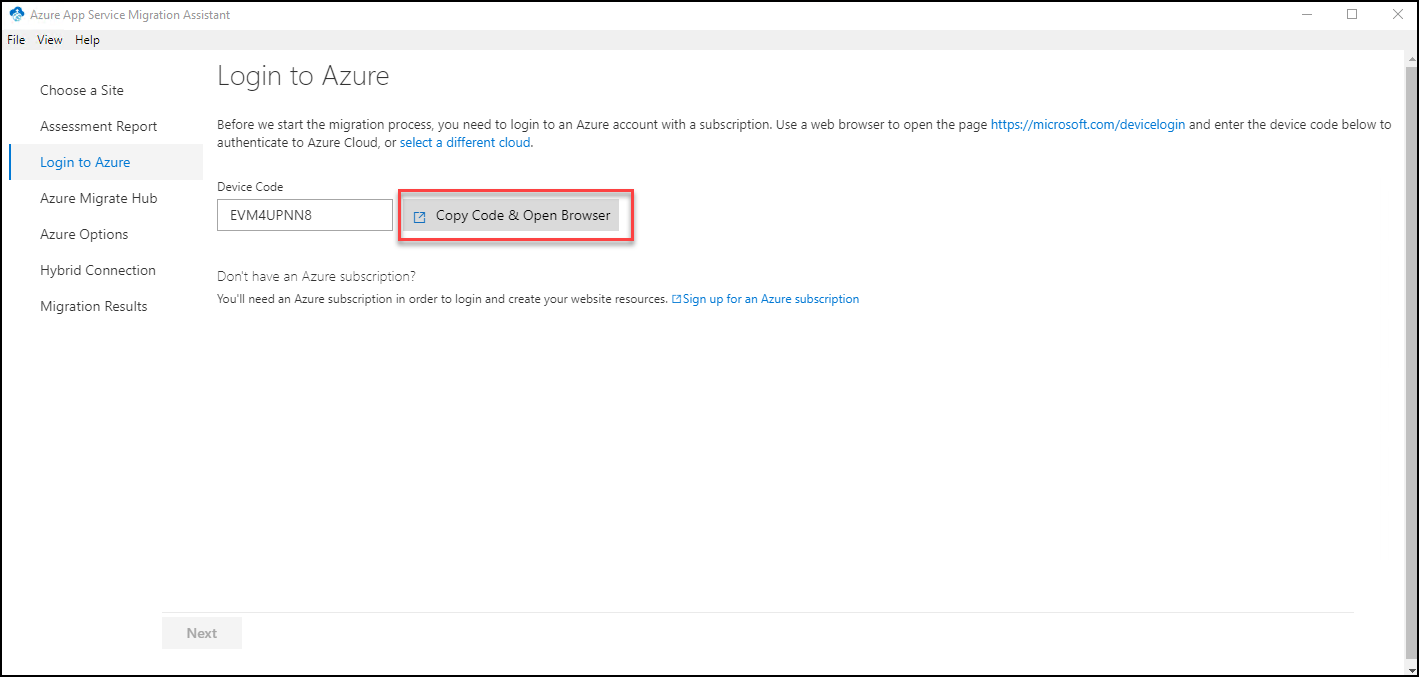 Azure App Service Migration Assistant
File View Help
Choose a Site
Assessment Report
Login to Azure
Azure Migrate Hub
Azure Options
Hybrid Connection
Migration Results
Login to Azure
Before we start the migration process, you need to login to an Azure account with a subscription. Use a web browser to open the page https://microsoft.com/devicelogin and enter the device code below to
authenticate to Azure Cloud, or select a different cloud.
Device Code
EVM4UPNN8
Copy Code & Open Browser
Don't have an Azure subscription?
You'll need an Azure subscription in order to login and create your website resources. Sign up for an Azure subscription
Next